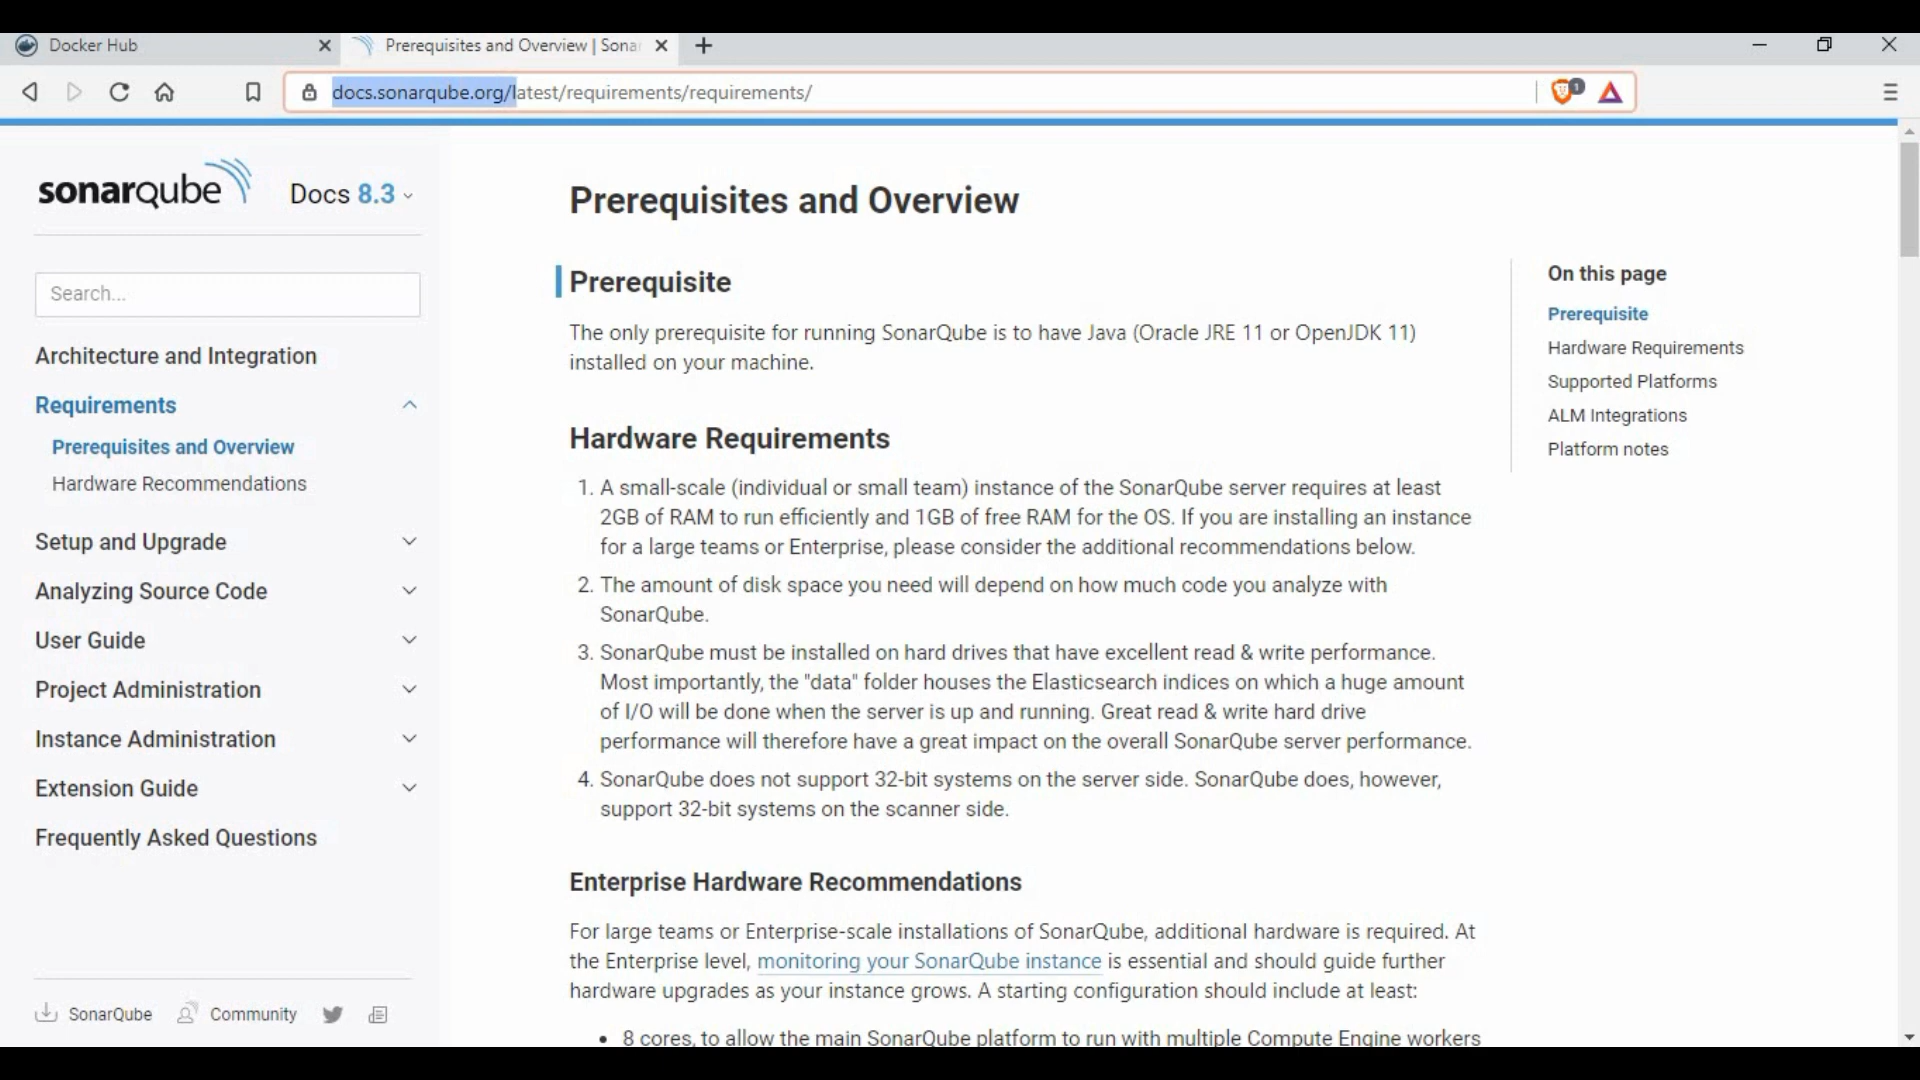 Docker Hub
Prerequisites and Overview | Sonar
docs.sonarqube.org/latest/requirements/requirements/
1
sonarqube
Docs 8.3
Search...
Architecture and Integration
Requirements
Prerequisites and Overview
Hardware Recommendations
Setup and Upgrade
Analyzing Source Code
User Guide
Project Administration
Instance Administration
Extension Guide
Frequently Asked Questions
SonarQube
Community
Prerequisites and Overview
Prerequisite
The only prerequisite for running SonarQube is to have Java (Oracle JRE 11 or OpenJDK 11)
installed on your machine.
Hardware Requirements
1. A small-scale (individual or small team) instance of the SonarQube server requires at least
2GB of RAM to run efficiently and 1GB of free RAM for the OS. If you are installing an instance
for a large teams or Enterprise, please consider the additional recommendations below.
2. The amount of disk space you need will depend on how much code you analyze with
SonarQube.
3. SonarQube must be installed on hard drives that have excellent read & write performance.
Most importantly, the "data" folder houses the Elasticsearch indices on which a huge amount
of I/O will be done when the server is up and running. Great read & write hard drive
performance will therefore have a great impact on the overall SonarQube server performance.
4. SonarQube does not support 32-bit systems on the server side. SonarQube does, however,
support 32-bit systems on the scanner side.
Enterprise Hardware Recommendations
For large teams or Enterprise-scale installations of SonarQube, additional hardware is required. At
the Enterprise level, monitoring your SonarQube instance is essential and should guide further
hardware upgrades as your instance grows. A starting configuration should include at least:
• 8 cores, to allow the main SonarQube platform to run with multiple Compute Engine workers
On this page
Prerequisite
Hardware Requirements
Supported Platforms
ALM Integrations
Platform notes